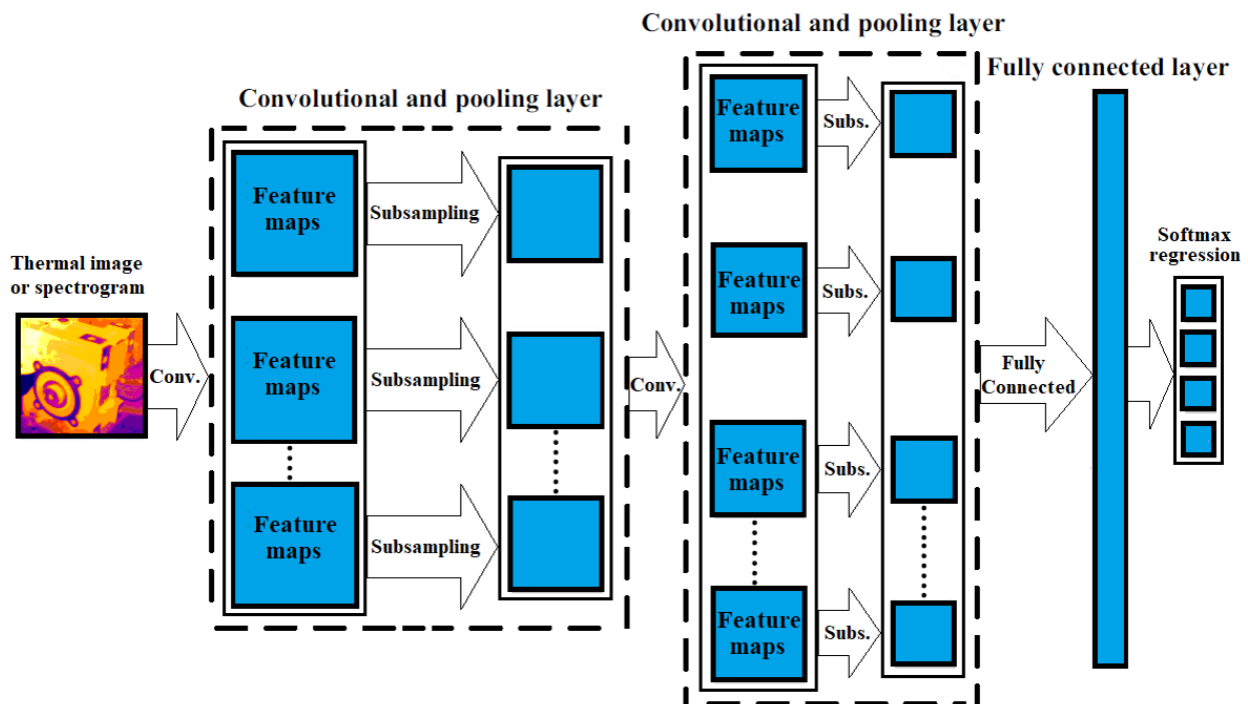 Convolutional and pooling layer
Convolutional and pooling layer
Fully connected layer
Thermal image
or spectrogram
Conv.
Feature
maps
Subsampling
Feature
maps
Subsampling
Feature
maps
Subsampling
Conv.
Feature
maps
Subs.
Feature
maps
Subs.
Feature
maps
Subs.
Feature
maps
Subs.
Fully
Connected
Softmax
regression